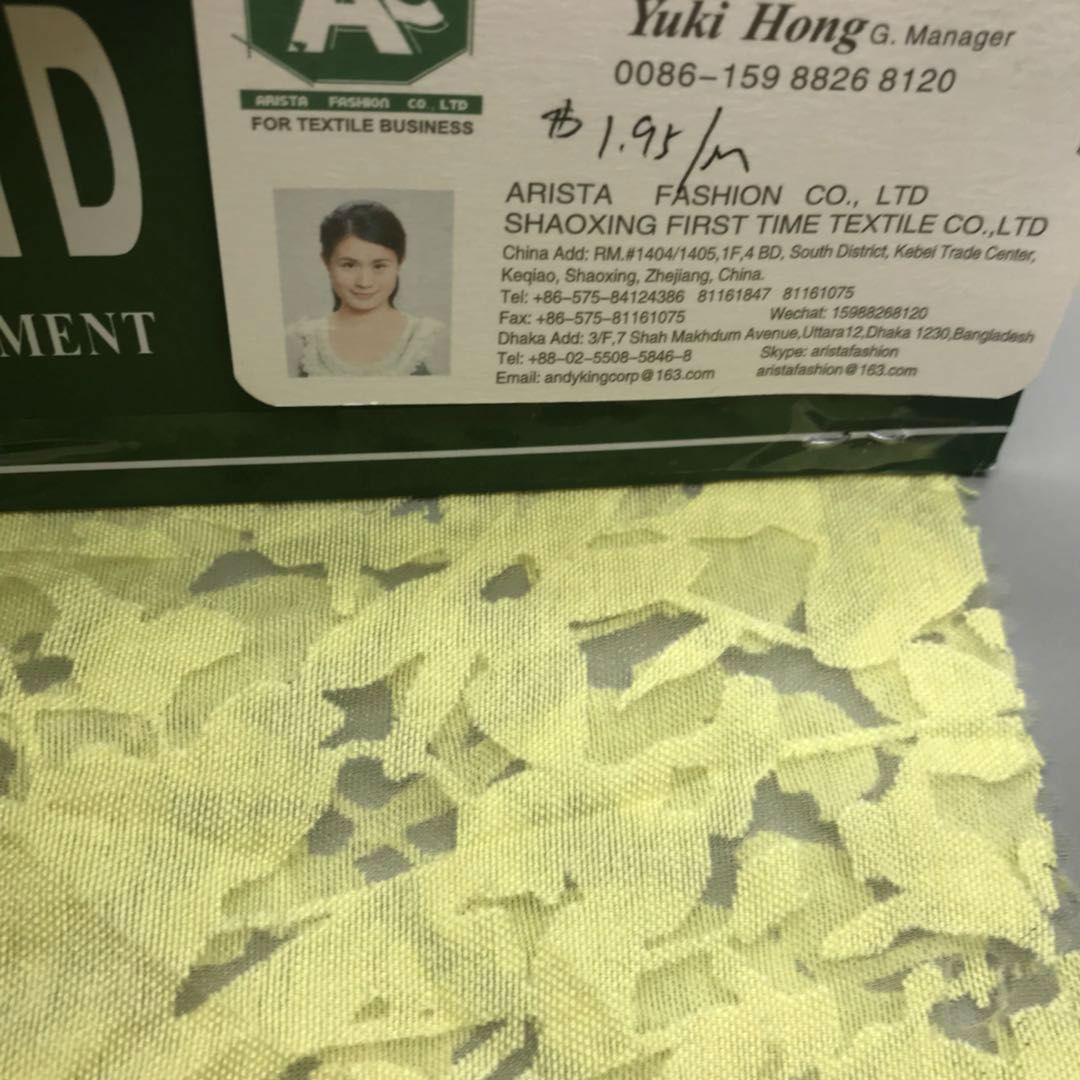 D
MENT
A
ARISTA FASHION CO., LTD
FOR TEXTILE BUSINESS
Yuki Hong G. Manager
0086-159 8826 8120
$1.95/m
ARISTA FASHION CO., LTD
SHAOXING FIRST TIME TEXTILE CO.,LTD
China Add: RM.#1404/1405,1F,4 BD, South District, Kebei Trade Center,
Keqiao, Shaoxing, Zhejiang, China.
Tel: +86-575-84124386 81161847 81161075
Fax: +86-575-81161075 Wechat: 15988268120
Dhaka Add: 3/F,7 Shah Makhdum Avenue,Uttara12,Dhaka 1230,Bangladesh
Tel: +88-02-5508-5846-8 Skype: aristafashion
Email: andykingcorp@163.com aristafashion@163.com